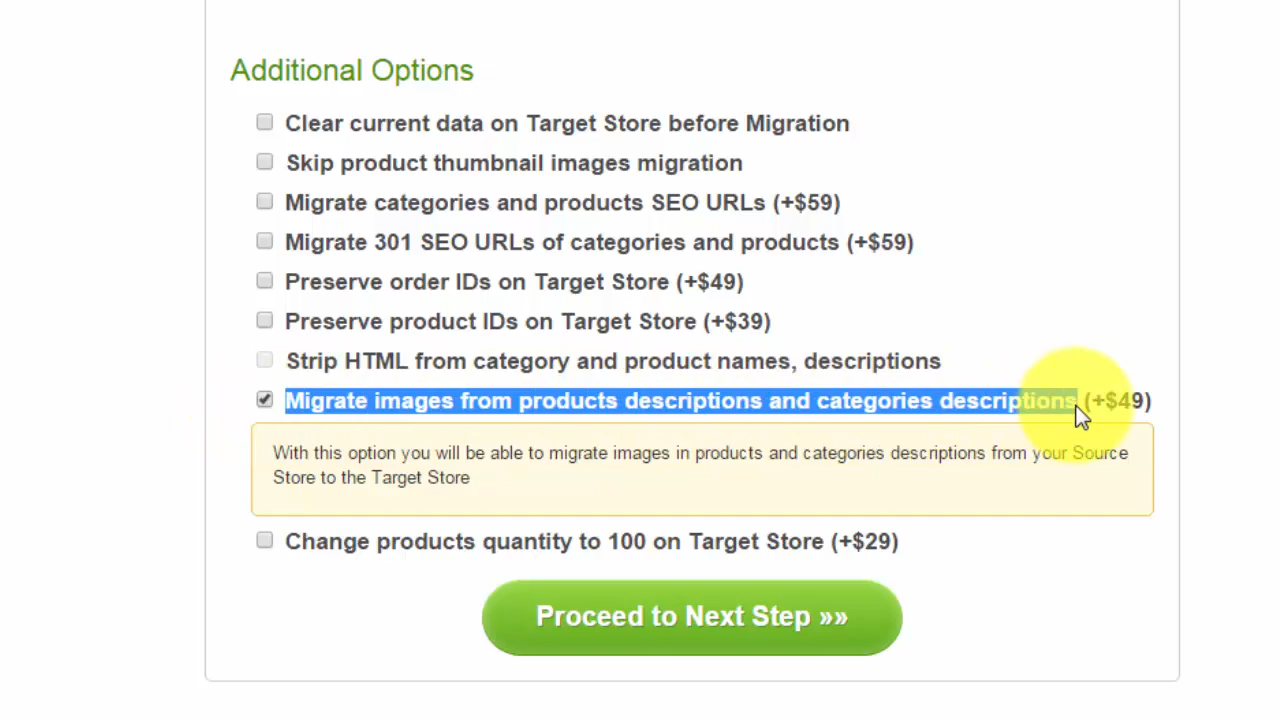 Additional Options
Clear current data on Target Store before Migration
Skip product thumbnail images migration
Migrate categories and products SEO URLs (+$59)
Migrate 301 SEO URLs of categories and products (+$59)
Preserve order IDs on Target Store (+$49)
Preserve product IDs on Target Store (+$39)
Strip HTML from category and product names, descriptions
Migrate images from products descriptions and categories descriptions (+$49)
With this option you will be able to migrate images in products and categories descriptions from your Source
Store to the Target Store
Change products quantity to 100 on Target Store (+$29)
Proceed to Next Step »»